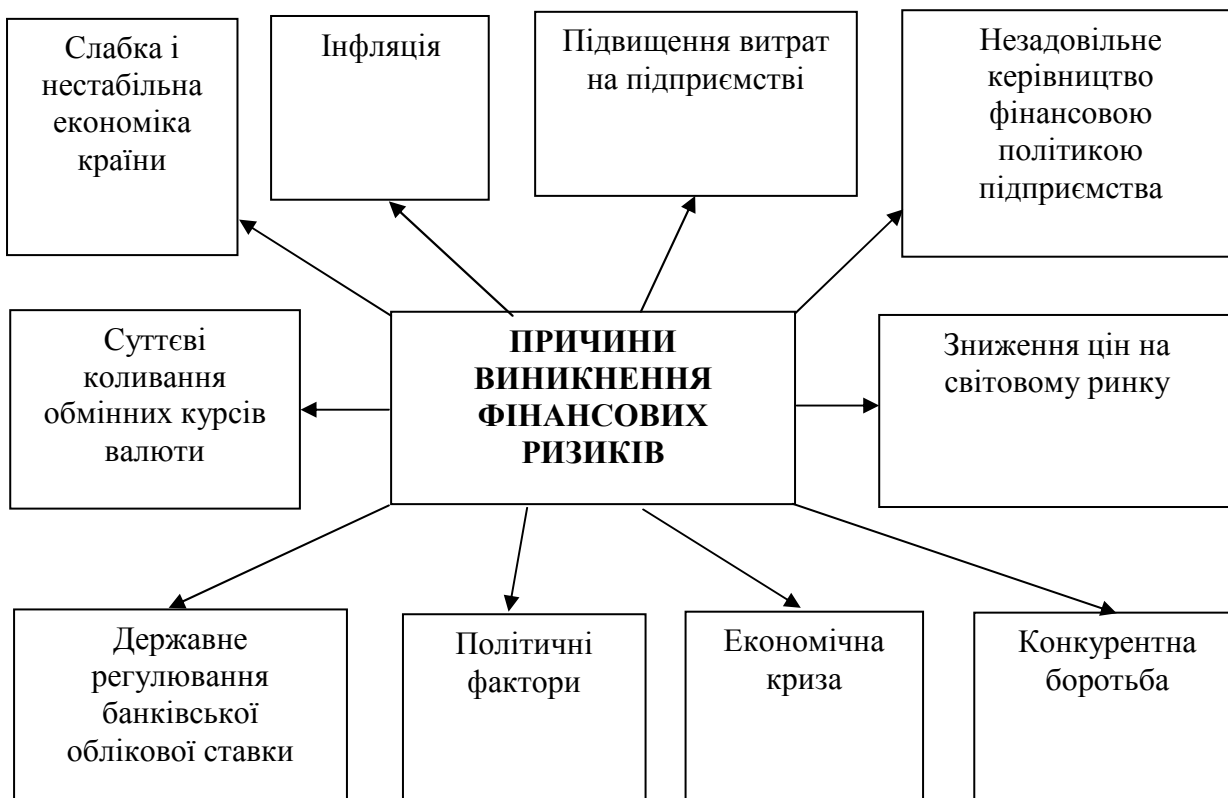 Слабка і
нестабільна
економіка
країни
Інфляція
Підвищення витрат
на підприємстві
Незадовільне
керівництво
фінансовою
політикою
підприємства
Суттєві
коливання
обмінних курсів
валюти
ПРИЧИНИ
ВИНИКНЕННЯ
ФІНАНСОВИХ
РИЗИКІВ
Зниження цін на
світовому ринку
Державне
регулювання
банківської
облікової ставки
Політичні
фактори
Економічна
криза
Конкурентна
боротьба